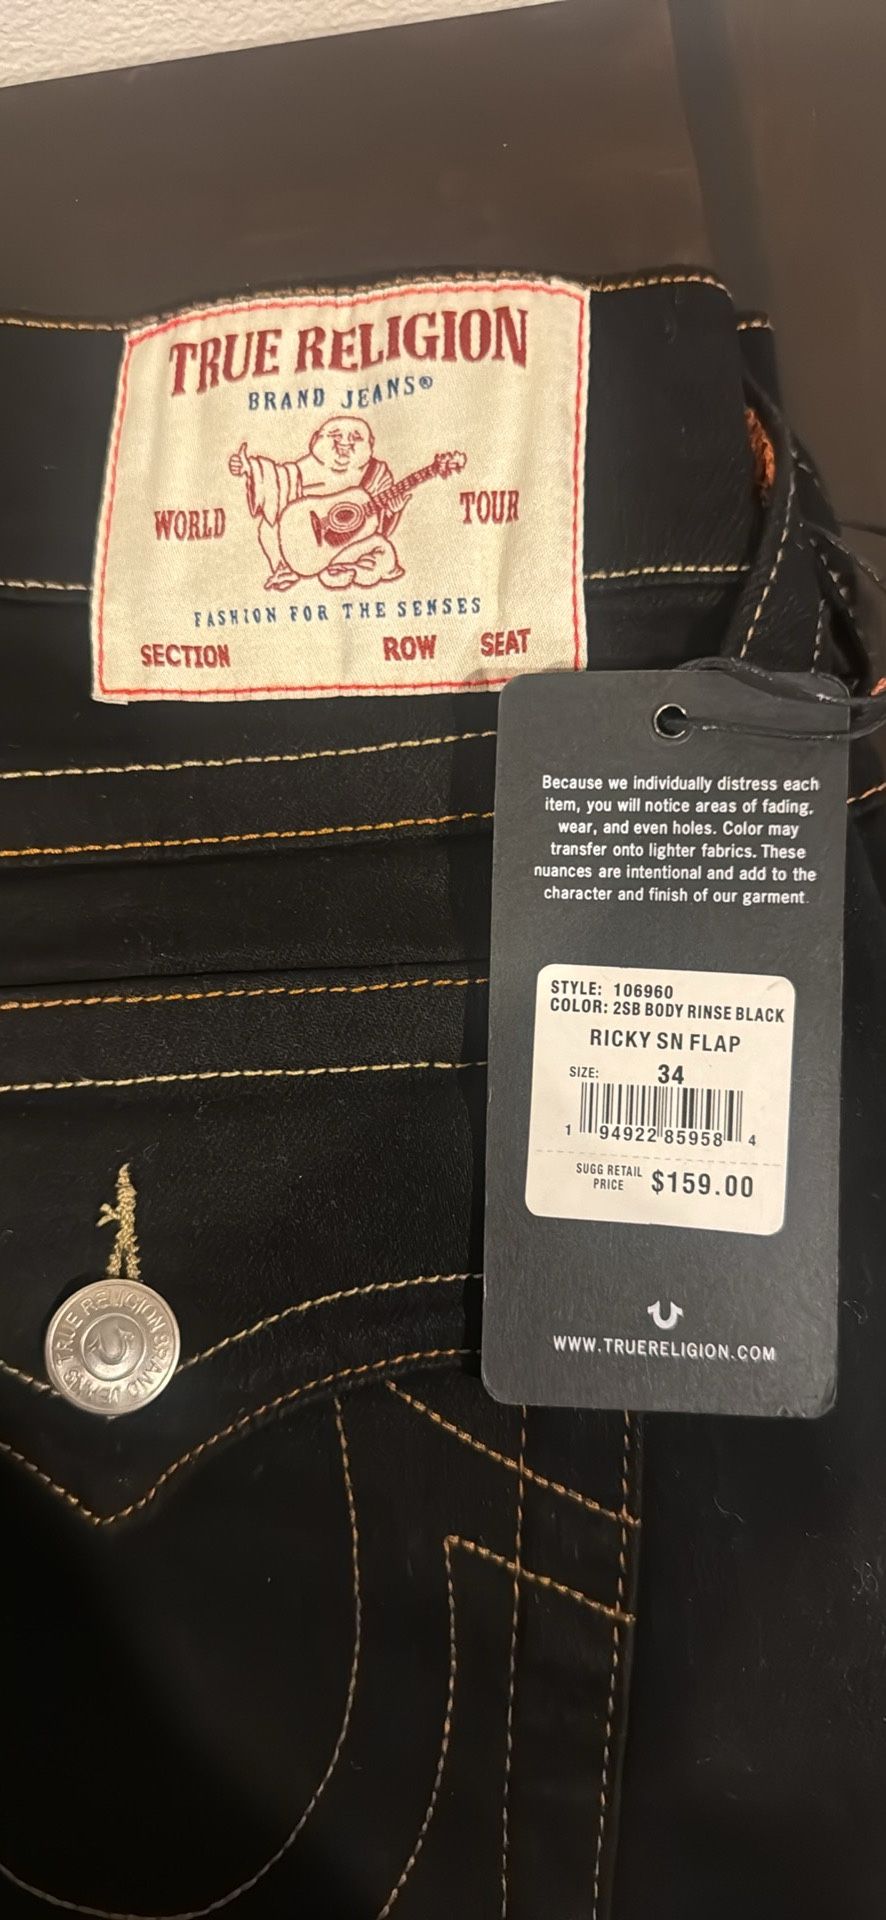 TRUE RELIGION
BRAND JEANS®
WORLD TOUR
FASHION FOR THE SENSES
SECTION ROW SEAT
Because we individually distress each
item, you will notice areas of fading,
wear, and even holes. Color may
transfer onto lighter fabrics. These
nuances are intentional and add to the
character and finish of our garment.
STYLE: 106960
COLOR: 2SB BODY RINSE BLACK
RICKY SN FLAP
SIZE: 34
1 94922 85958 4
SUGG RETAIL
PRICE $159.00
WWW.TRUERELIGION.COM
TRUE RELIGION BRAND JEANS